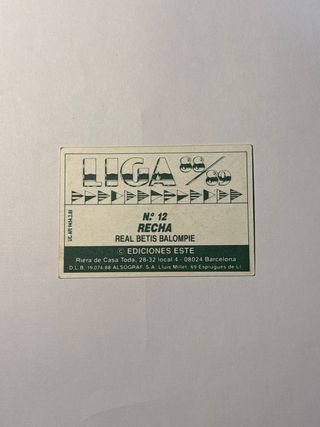 LIGA 88/89
N.º 12
RECHA
REAL BETIS BALOMPIE
© EDICIONES ESTE
Riera de Casa Toda, 28-32 local 4 - 08024 Barcelona
D.L.B. 19.074.88 ALSOGRAF. S.A. Lluis Millet, 69 Esplugues de Ll.